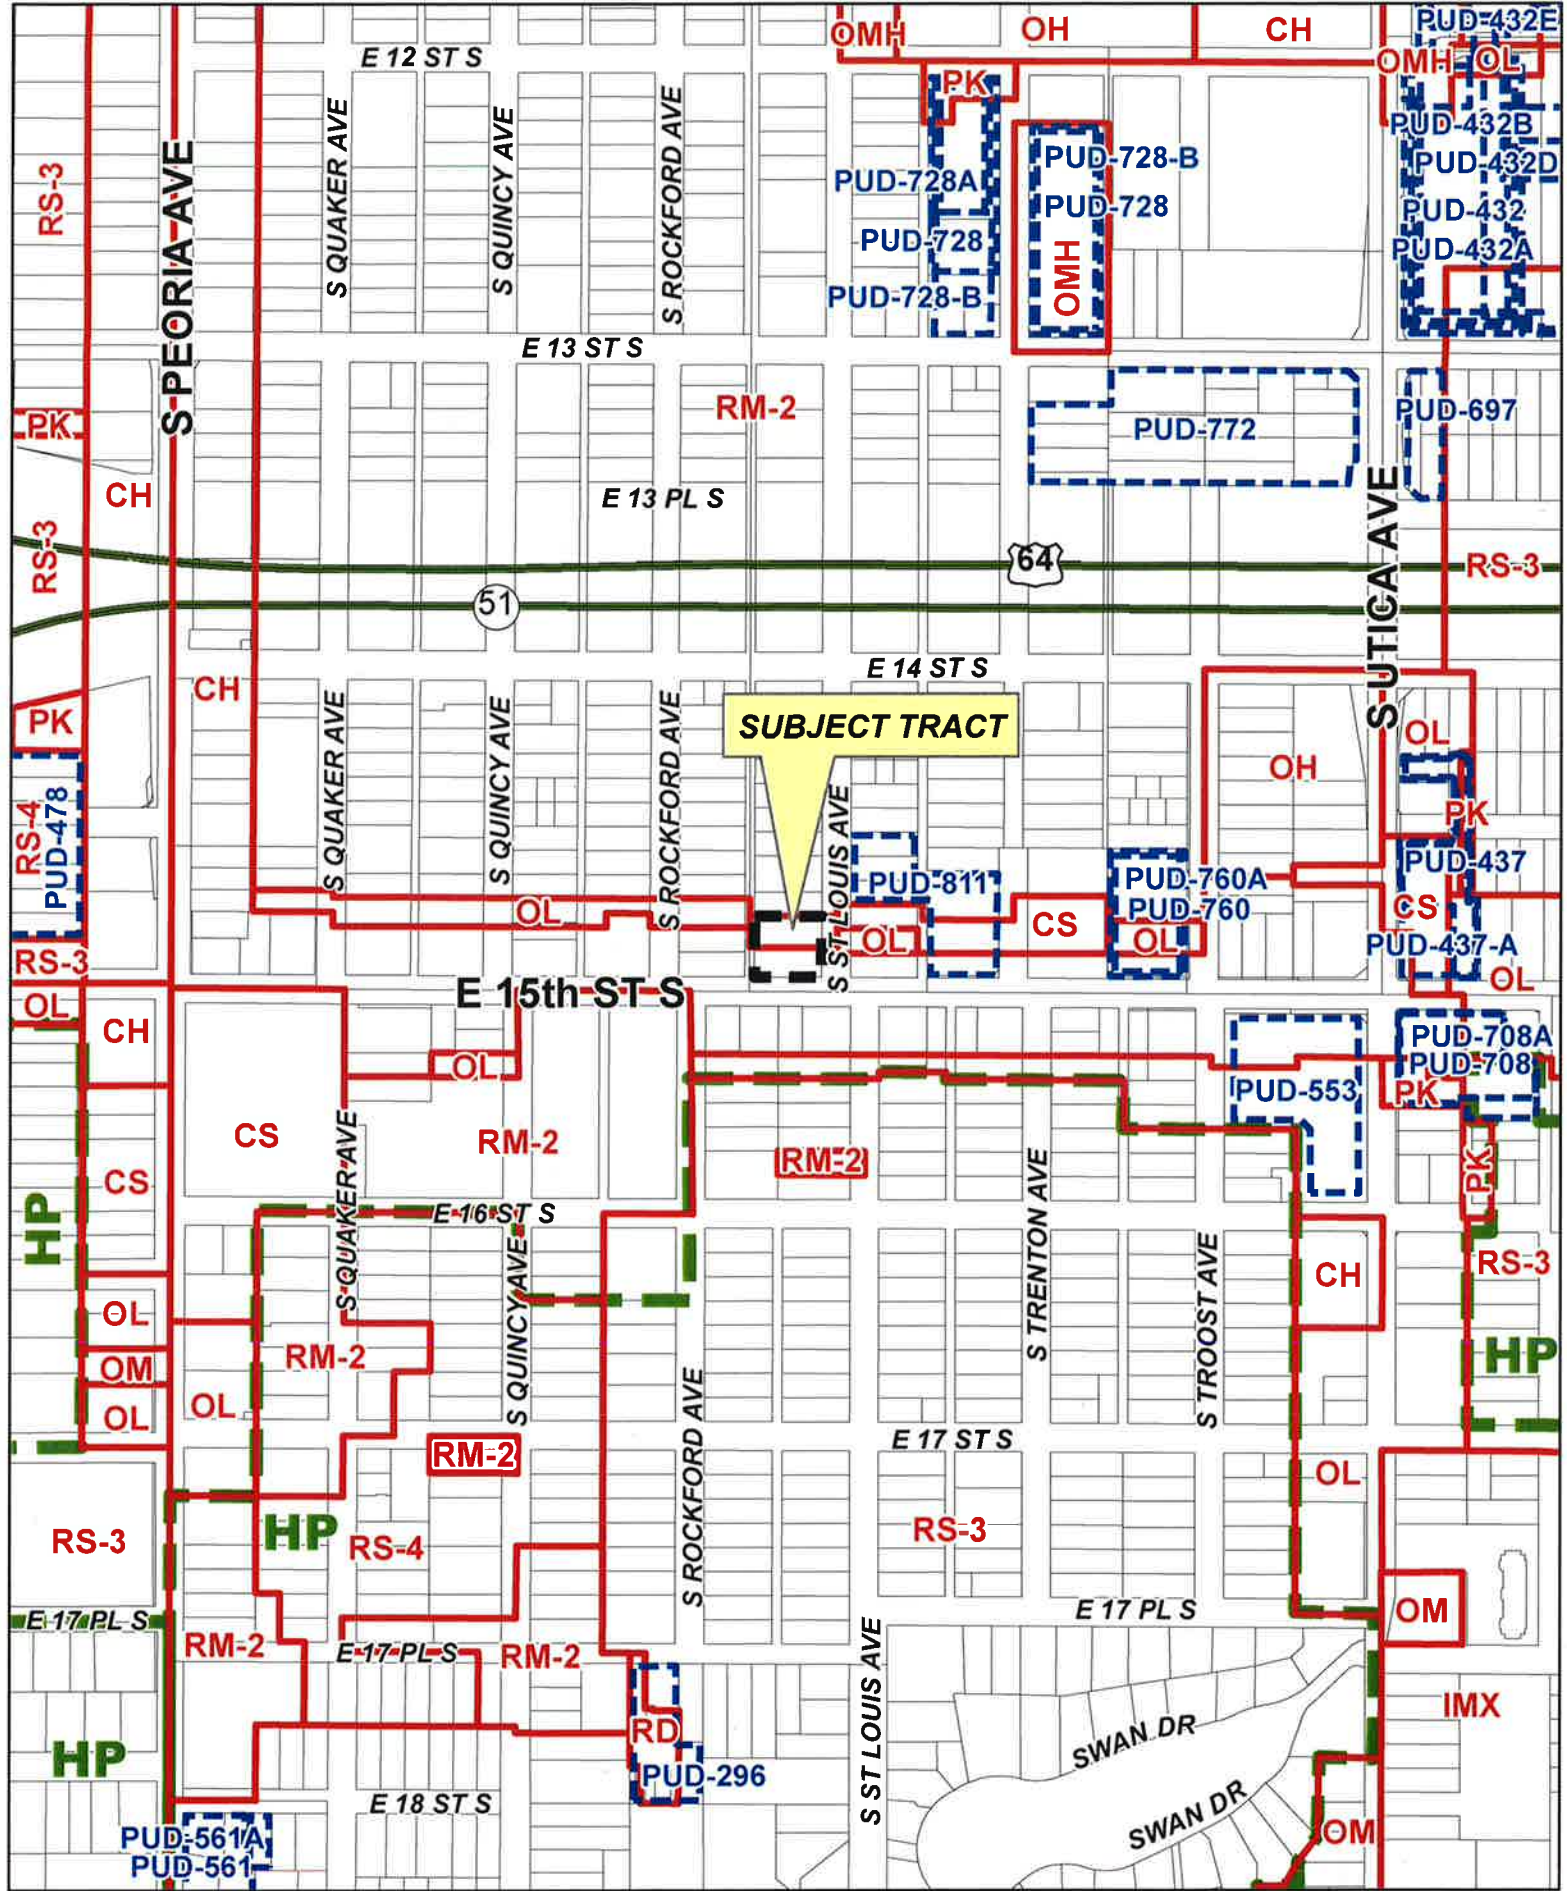 PUD-432E
OMH
OH
CH
E 12 ST S
OMH
OL
PK
S QUAKER AVE
S QUINCY AVE
S ROCKFORD AVE
PUD-432B
RS-3
S PEORIA AVE
PUD-728-B
PUD-432D
PUD-728A
PUD-728
PUD-432
PUD-728
PUD-432A
OMH
PUD-728-B
E 13 ST S
RM-2
PUD-697
PK
PUD-772
CH
E 13 PL S
RS-3
64
RS-3
51
S UTICA AVE
E 14 ST S
CH
PK
SUBJECT TRACT
OL
OH
S QUAKER AVE
S QUINCY AVE
S ROCKFORD AVE
S ST LOUIS AVE
PK
RS-4
PUD-478
PUD-437
PUD-811
PUD-760A
PUD-760
CS
OL
CS
OL
OL
PUD-437-A
RS-3
OL
E 15th ST S
OL
CH
PUD-708A
PUD-708
OL
PUD-553
PK
CS
RM-2
RM-2
PK
CS
S QUAKER AVE
S TRENTON AVE
HP
E 16 ST S
S QUINCY AVE
S TROOST AVE
RS-3
CH
OL
RM-2
HP
OM
OL
OL
S ROCKFORD AVE
E 17 ST S
RM-2
OL
RS-3
HP
RS-4
RS-3
OM
E 17 PL S
E 17 PL S
RM-2
E 17 PL S
RM-2
S ST LOUIS AVE
IMX
RD
SWAN DR
HP
PUD-296
E 18 ST S
SWAN DR
OM
PUD-561A
PUD-561